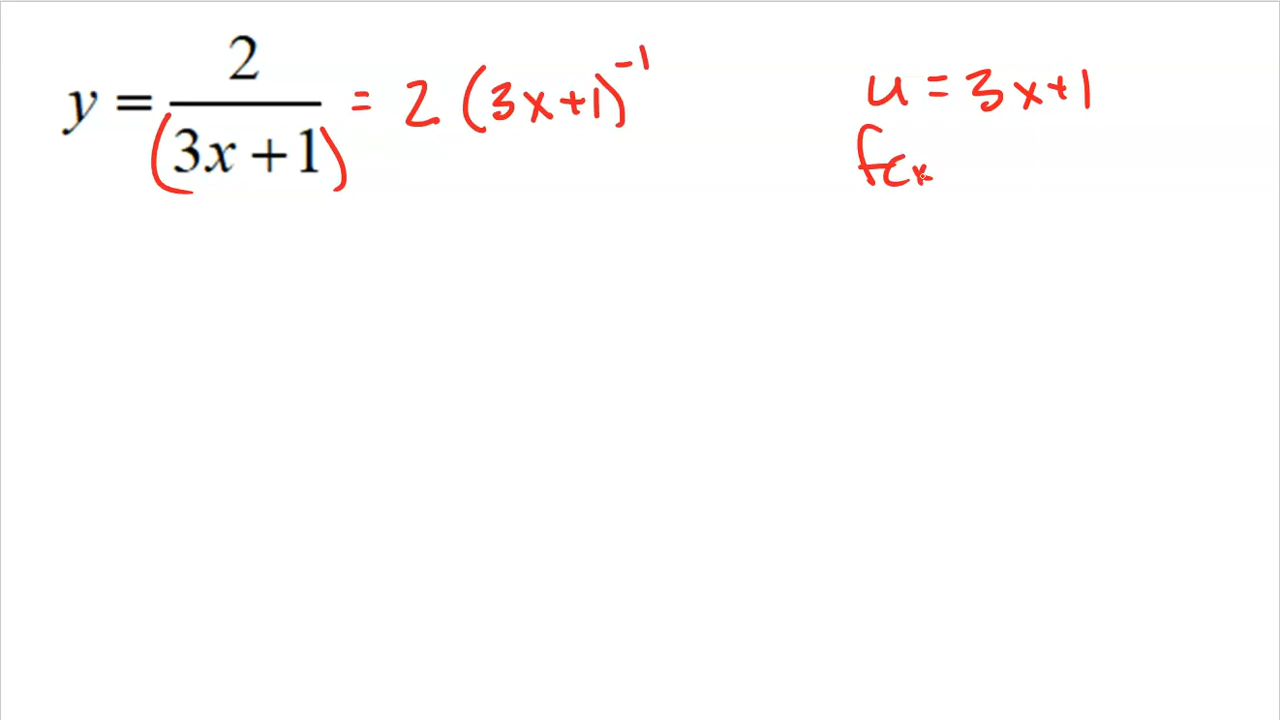 y = 2/(3x + 1) = 2 (3x+1)^-1
u = 3x+1
f(x